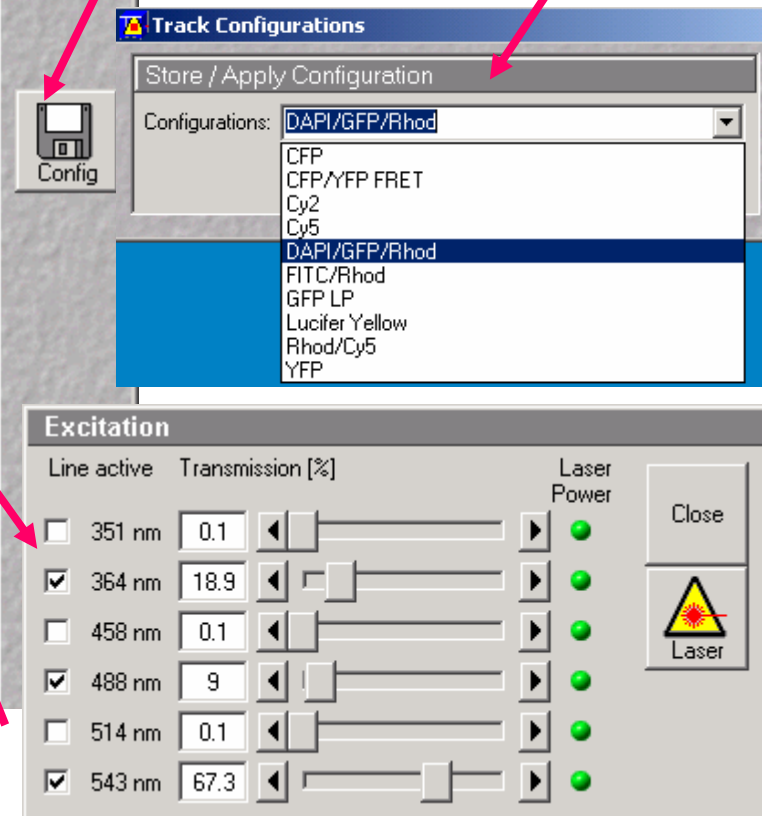 Track Configurations
Store / Apply Configuration
Config
Configurations: DAPI/GFP/Rhod
CFP
CFP/YFP FRET
Cy2
Cy5
DAPI/GFP/Rhod
FITC/Rhod
GFP LP
Lucifer Yellow
Rhod/Cy5
YFP
Excitation
Line active Transmission [%] Laser Power
351 nm 0.1
364 nm 18.9
458 nm 0.1
488 nm 9
514 nm 0.1
543 nm 67.3
Close
Laser